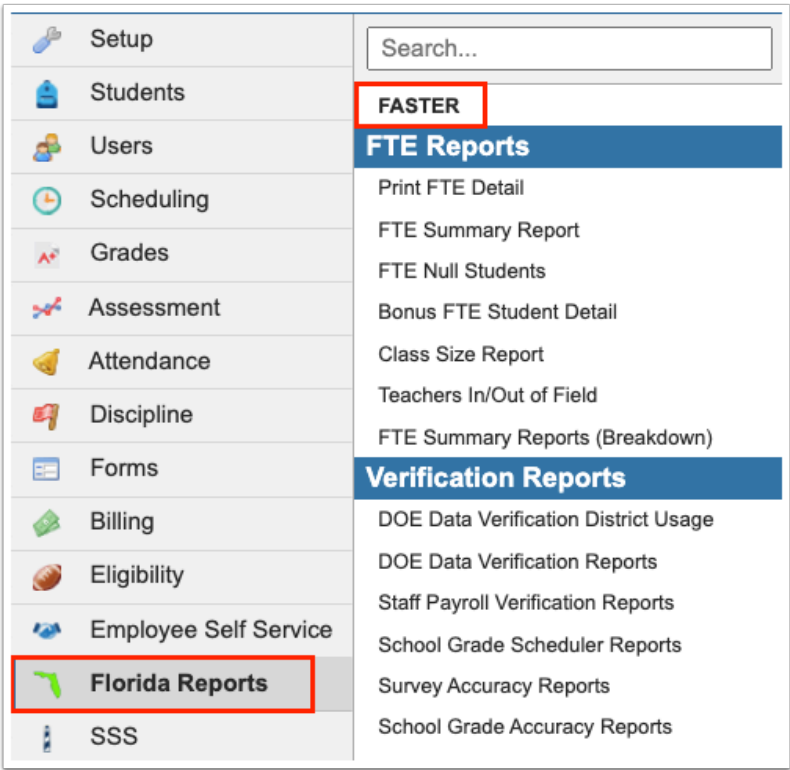 Setup
Students
Users
Scheduling
Grades
Assessment
Attendance
Discipline
Forms
Billing
Eligibility
Employee Self Service
Florida Reports
SSS
Search...
FASTER
FTE Reports
Print FTE Detail
FTE Summary Report
FTE Null Students
Bonus FTE Student Detail
Class Size Report
Teachers In/Out of Field
FTE Summary Reports (Breakdown)
Verification Reports
DOE Data Verification District Usage
DOE Data Verification Reports
Staff Payroll Verification Reports
School Grade Scheduler Reports
Survey Accuracy Reports
School Grade Accuracy Reports